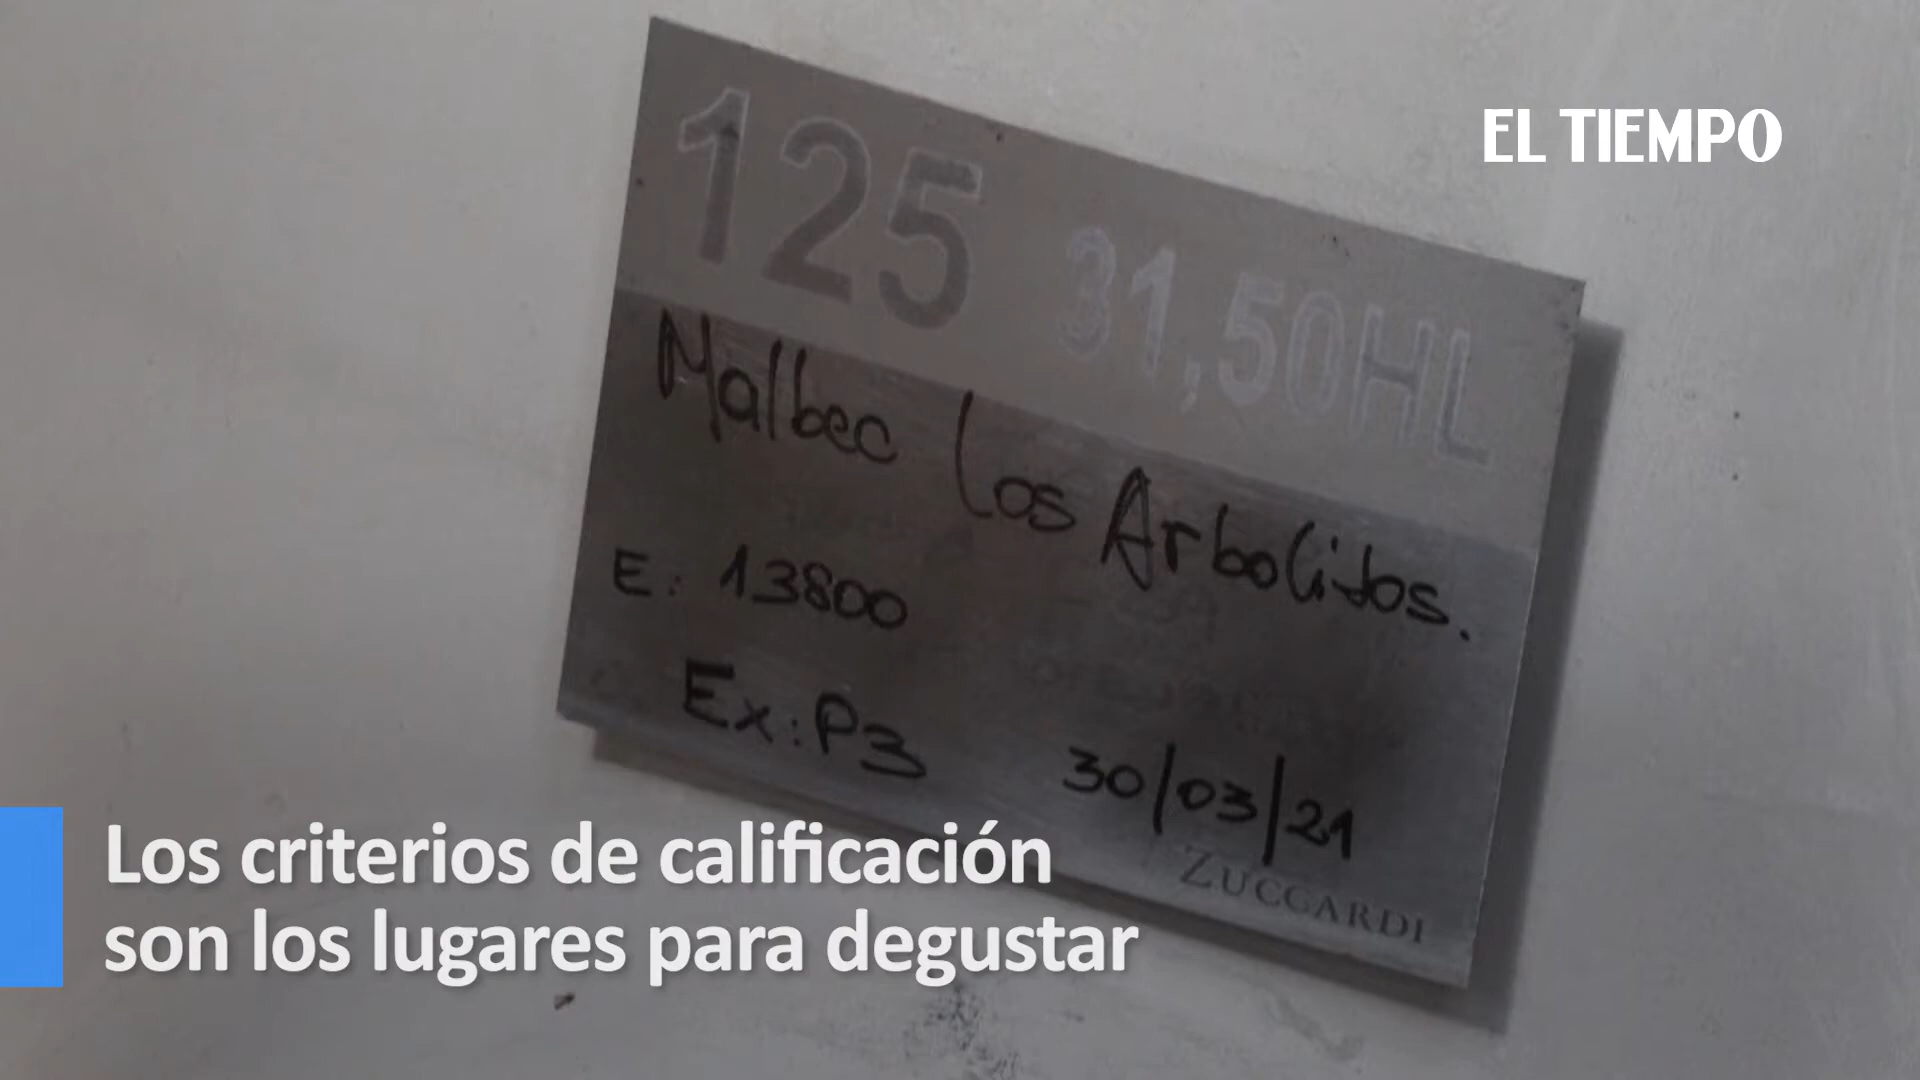 EL TIEMPO
125 31,50HL
Malbec Los Arbolitos.
E: 13800
Ex: P3 30/03/21
ZUCCARDI
Los criterios de calificación
son los lugares para degustar